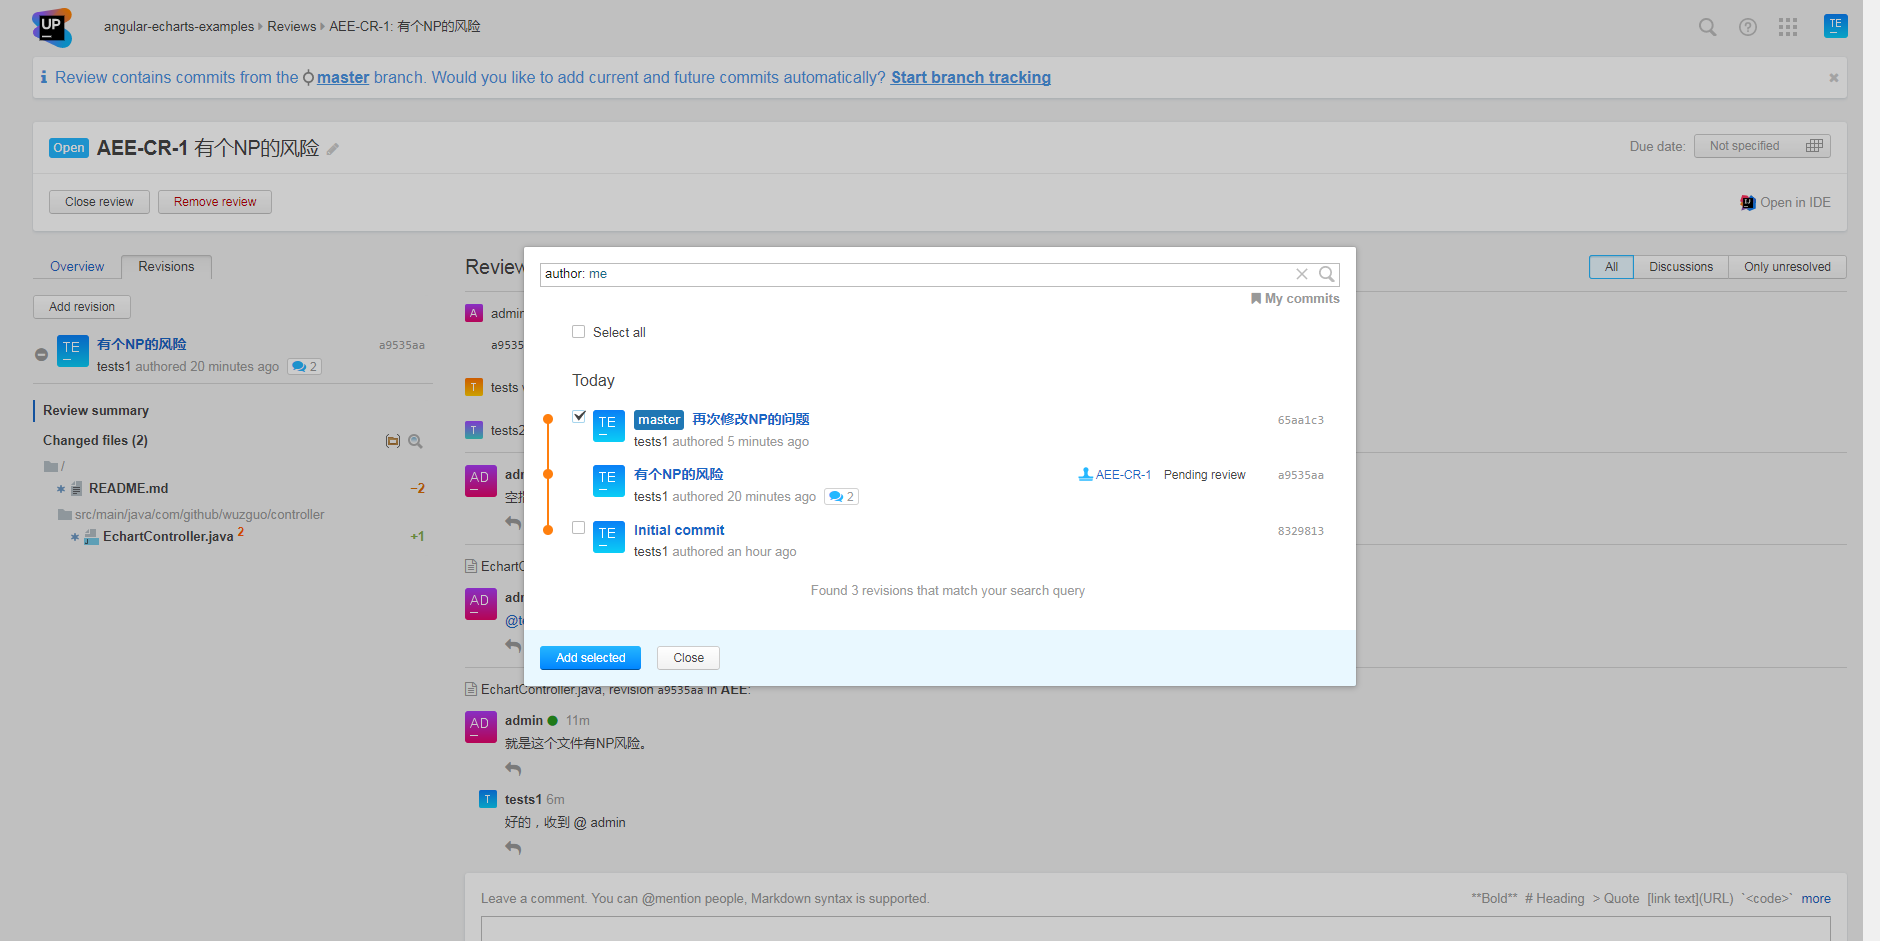 UP
angular-echarts-examples Reviews AEE-CR-1: 有个NP的风险
TE
Review contains commits from the master branch. Would you like to add current and future commits automatically? Start branch tracking
Open AEE-CR-1 有个NP的风险
Due date: Not specified
Close review Remove review
Open in IDE
Overview Revisions
Review
All Discussions Only unresolved
Add revision
TE 有个NP的风险 a9535aa
tests1 authored 20 minutes ago 2
Review summary
Changed files (2)
/
README.md −2
src/main/java/com/github/wuzguo/controller
EchartController.java 2 +1
A admin
a9535
T tests
T tests2
AD
空
EchartC
AD
author: me
My commits
Select all
Today
TE master 再次修改NP的问题 65aa1c3
tests1 authored 5 minutes ago
TE 有个NP的风险 AEE-CR-1 Pending review a9535aa
tests1 authored 20 minutes ago 2
TE Initial commit 8329813
tests1 authored an hour ago
Found 3 revisions that match your search query
Add selected Close
EchartController.java, revision a9535aa in AEE:
AD admin 11m
就是这个文件有NP风险。
T tests1 6m
好的，收到 @ admin
Leave a comment. You can @mention people, Markdown syntax is supported.
**Bold** # Heading > Quote [link text](URL) `<code>` more